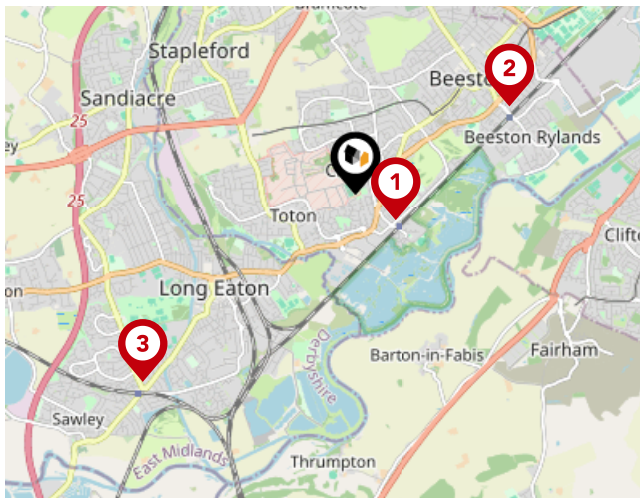 Stapleford
Beeston
2
Sandiacre
25
Beeston Rylands
C
1
25
Toton
Clifto
on
Long Eaton
3
Derbyshire
Barton-in-Fabis
Fairham
Sawley
East Midlands
Thrumpton